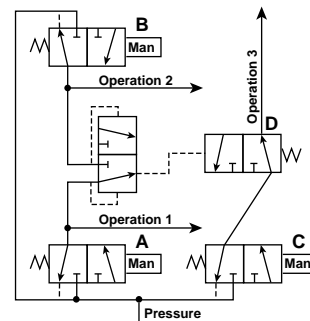 B
Man
Operation 2
Operation 3
D
Operation 1
A
Man
C
Man
Pressure